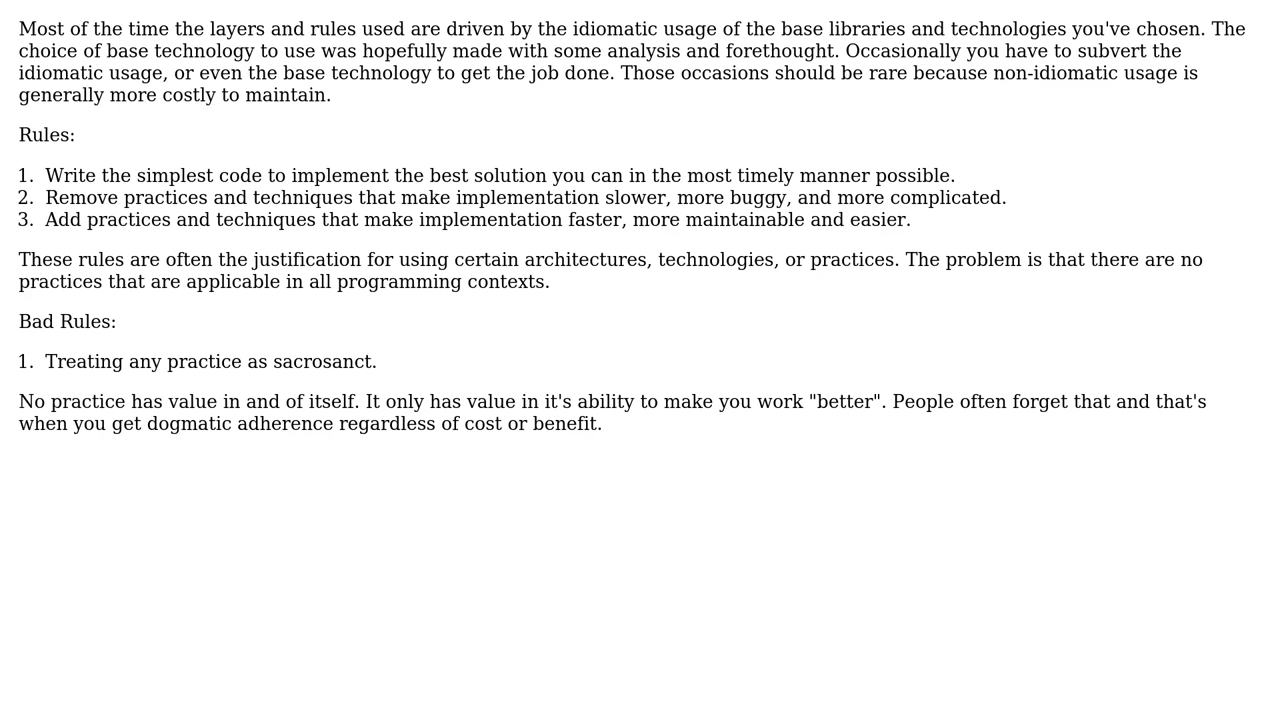 Most of the time the layers and rules used are driven by the idiomatic usage of the base libraries and technologies you've chosen. The
choice of base technology to use was hopefully made with some analysis and forethought. Occasionally you have to subvert the
idiomatic usage, or even the base technology to get the job done. Those occasions should be rare because non-idiomatic usage is
generally more costly to maintain.
Rules:
1. Write the simplest code to implement the best solution you can in the most timely manner possible.
2. Remove practices and techniques that make implementation slower, more buggy, and more complicated.
3. Add practices and techniques that make implementation faster, more maintainable and easier.
These rules are often the justification for using certain architectures, technologies, or practices. The problem is that there are no
practices that are applicable in all programming contexts.
Bad Rules:
1. Treating any practice as sacrosanct.
No practice has value in and of itself. It only has value in it's ability to make you work "better". People often forget that and that's
when you get dogmatic adherence regardless of cost or benefit.